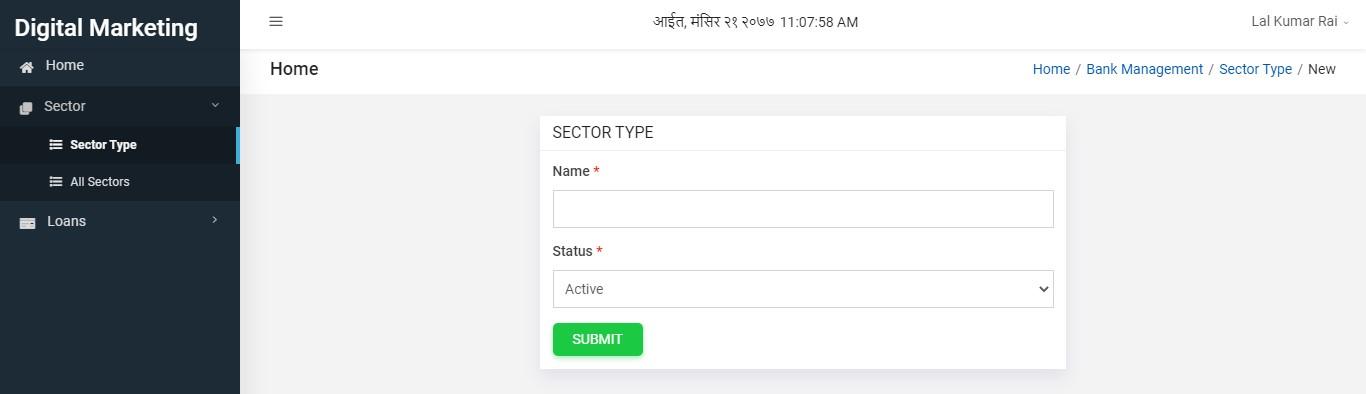 Digital Marketing
आईत, मंसिर २१ २०७७ 11:07:58 AM
Lal Kumar Rai
Home
Home
Home / Bank Management / Sector Type / New
Sector
Sector Type
All Sectors
Loans
SECTOR TYPE
Name *
Status *
Active
SUBMIT